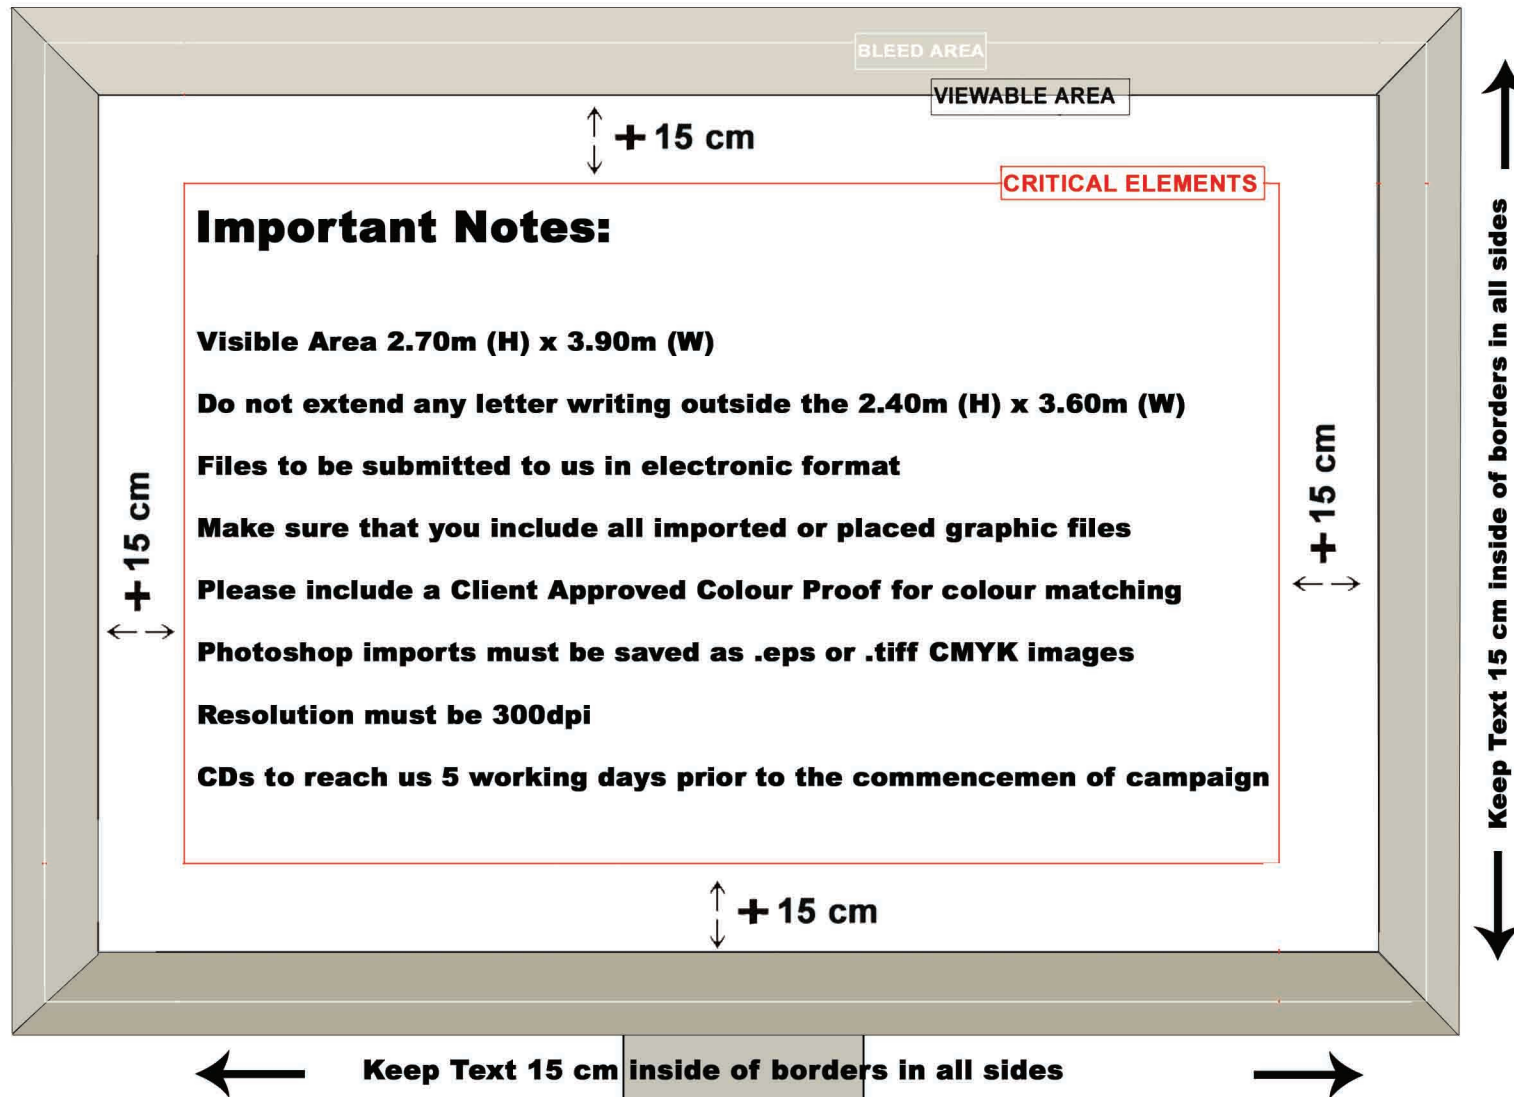 BLEED AREA
VIEWABLE AREA
+ 15 cm
CRITICAL ELEMENTS
Important Notes:
Visible Area 2.70m (H) x 3.90m (W)
Do not extend any letter writing outside the 2.40m (H) x 3.60m (W)
Files to be submitted to us in electronic format
Make sure that you include all imported or placed graphic files
Please include a Client Approved Colour Proof for colour matching
Photoshop imports must be saved as .eps or .tiff CMYK images
Resolution must be 300dpi
CDs to reach us 5 working days prior to the commencemen of campaign
+ 15 cm
+ 15 cm
+ 15 cm
Keep Text 15 cm inside of borders in all sides
Keep Text 15 cm inside of borders in all sides